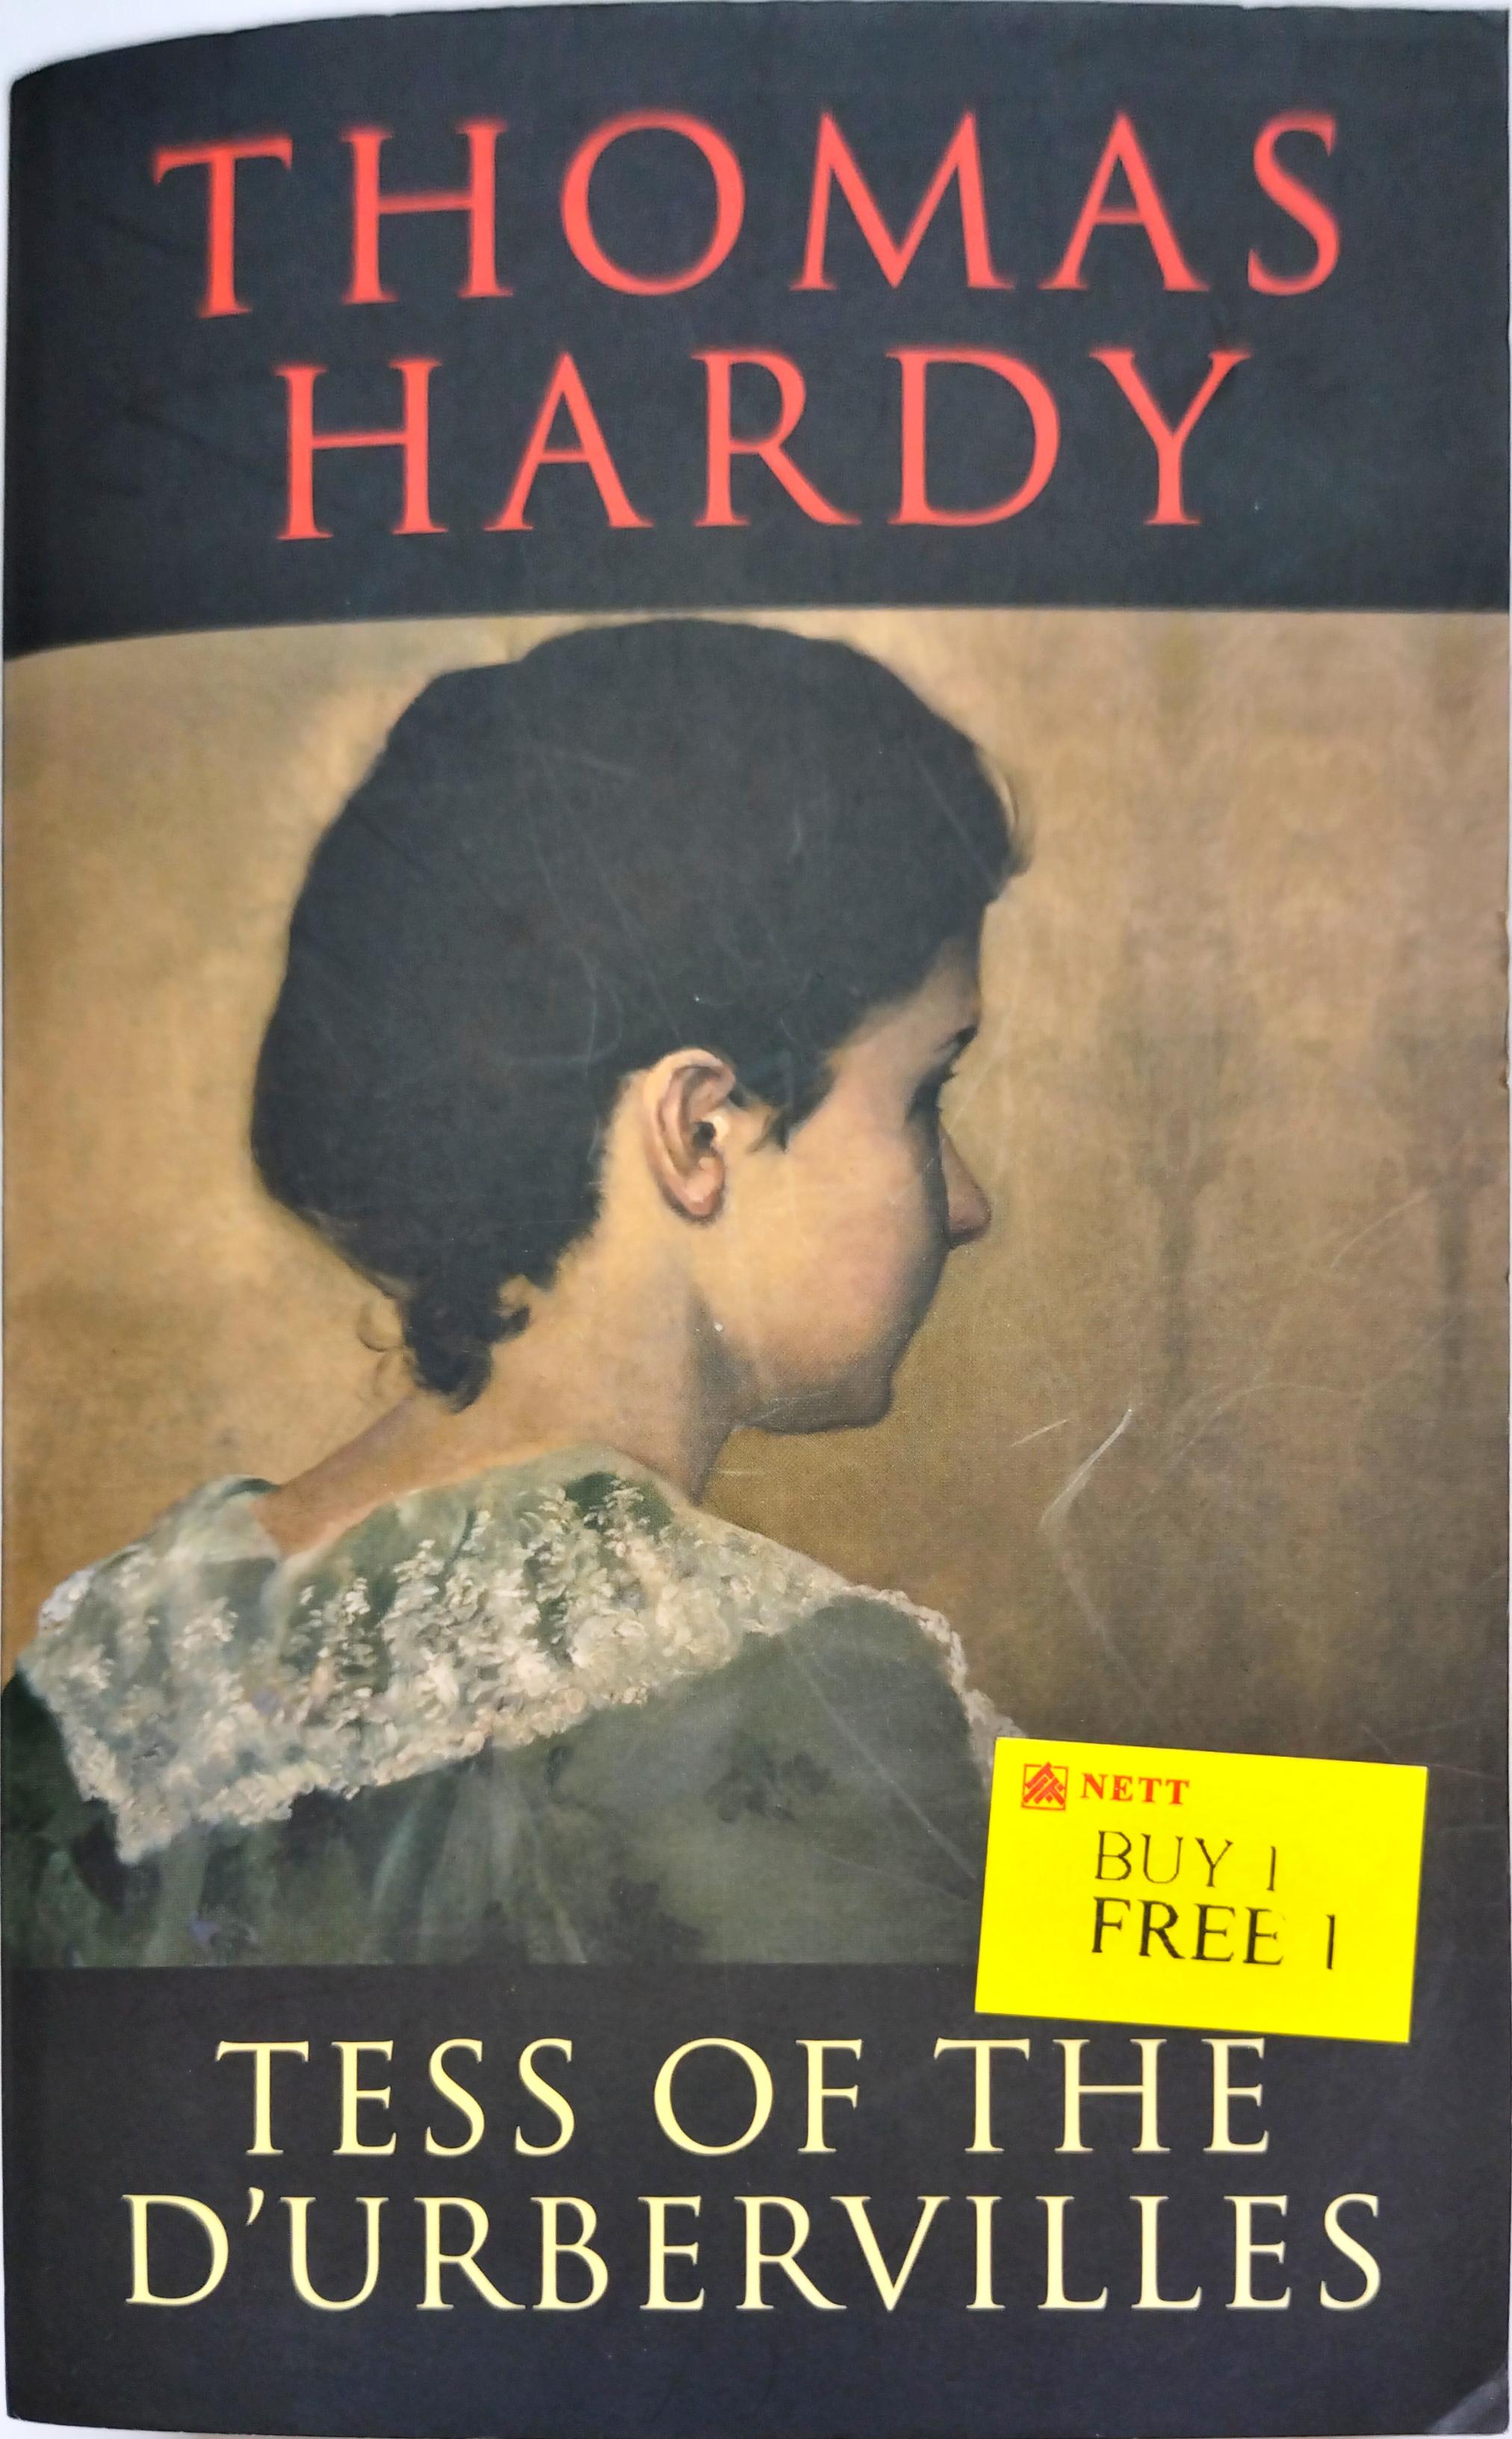 THOMAS
HARDY
NETT
BUY 1
FREE 1
TESS OF THE
D'URBERVILLES